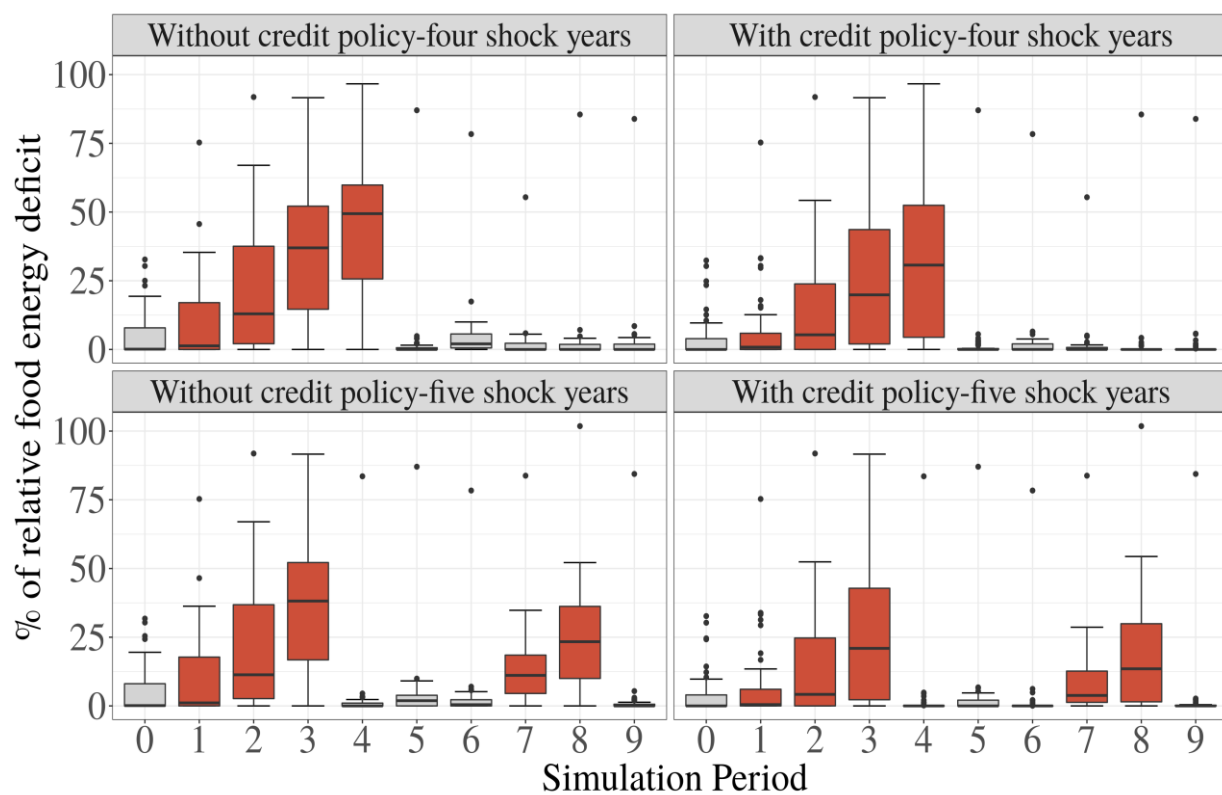 Without credit policy-four shock years
With credit policy-four shock years
100
75
50
25
0
Without credit policy-five shock years
With credit policy-five shock years
100
75
50
25
0
0 1 2 3 4 5 6 7 8 9
0 1 2 3 4 5 6 7 8 9
Simulation Period
% of relative food energy deficit